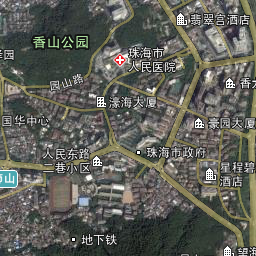 翡翠宫酒店
香山公园
珠海市
人民医院
园山路
香
濠海大厦
国华中心
豪园大厦
人民东路
二巷小区
珠海市政府
星程碧
酒店
山
地下铁
望海